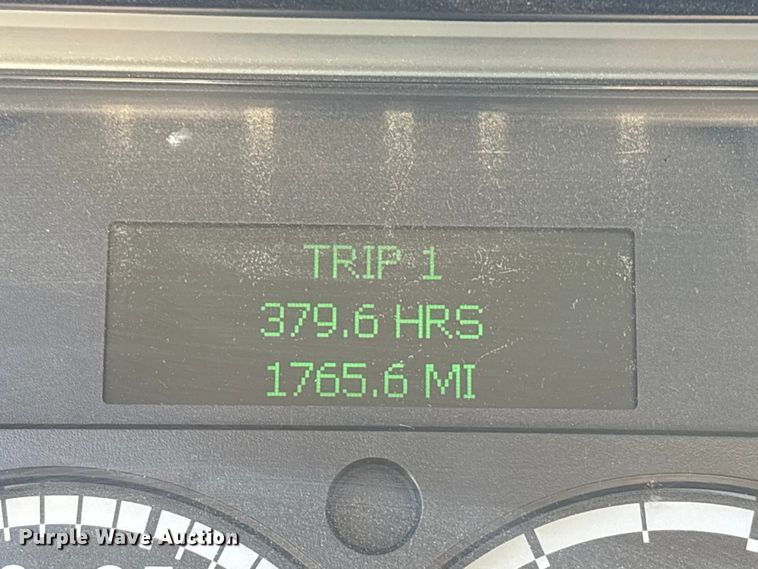 TRIP 1
379.6 HRS
1765.6 MI
Purple Wave Auction